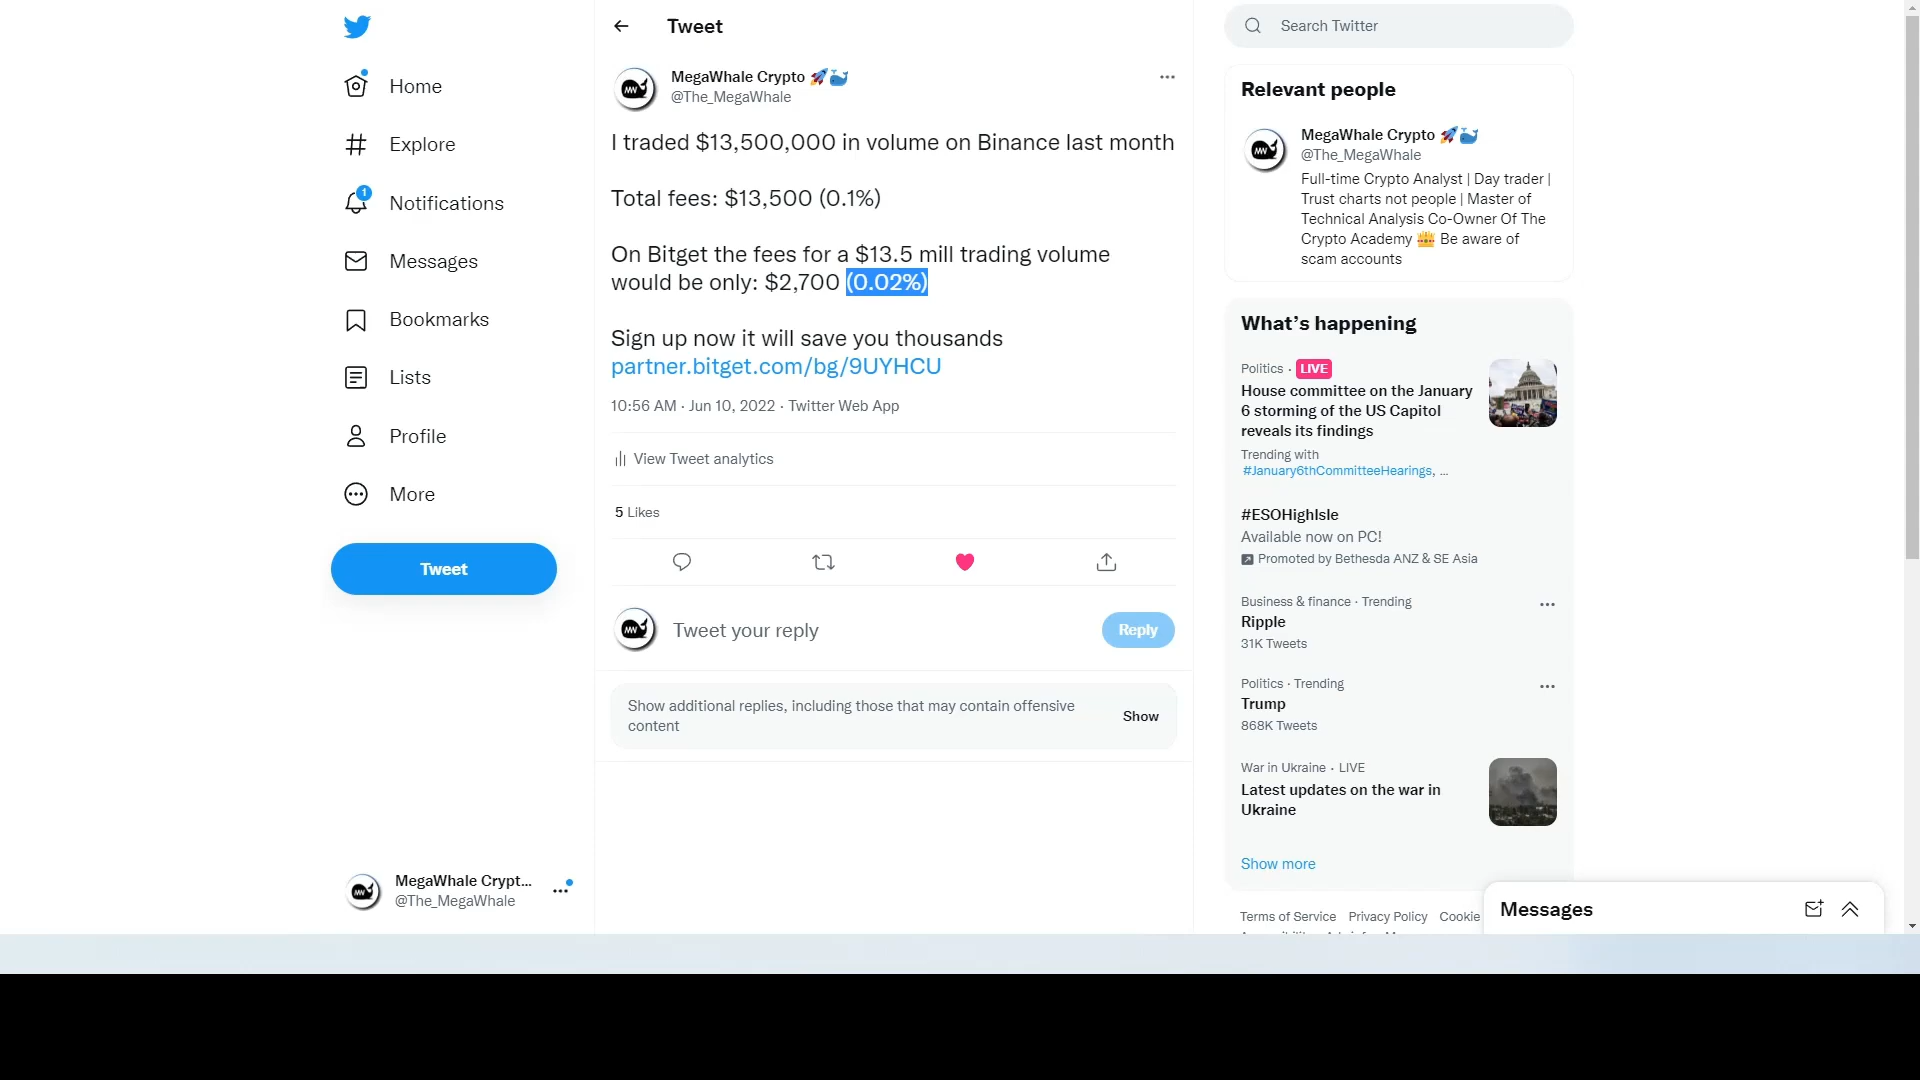 Home
Explore
1
Notifications
Messages
Bookmarks
Lists
Profile
More
Tweet
MegaWhale Crypt...
@The_MegaWhale
Tweet
MegaWhale Crypto 🚀🐳
@The_MegaWhale
I traded $13,500,000 in volume on Binance last month
Total fees: $13,500 (0.1%)
On Bitget the fees for a $13.5 mill trading volume
would be only: $2,700 (0.02%)
Sign up now it will save you thousands
partner.bitget.com/bg/9UYHCU
10:56 AM · Jun 10, 2022 · Twitter Web App
View Tweet analytics
5 Likes
Tweet your reply
Reply
Show additional replies, including those that may contain offensive
content
Show
Search Twitter
Relevant people
MegaWhale Crypto 🚀🐳
@The_MegaWhale
Full-time Crypto Analyst | Day trader |
Trust charts not people | Master of
Technical Analysis Co-Owner Of The
Crypto Academy 👑 Be aware of
scam accounts
What's happening
Politics · LIVE
House committee on the January
6 storming of the US Capitol
reveals its findings
Trending with
#January6thCommitteeHearings, ...
#ESOHighIsle
Available now on PC!
Promoted by Bethesda ANZ & SE Asia
Business & finance · Trending
Ripple
31K Tweets
Politics · Trending
Trump
868K Tweets
War in Ukraine · LIVE
Latest updates on the war in
Ukraine
Show more
Terms of Service Privacy Policy Cookie
Messages